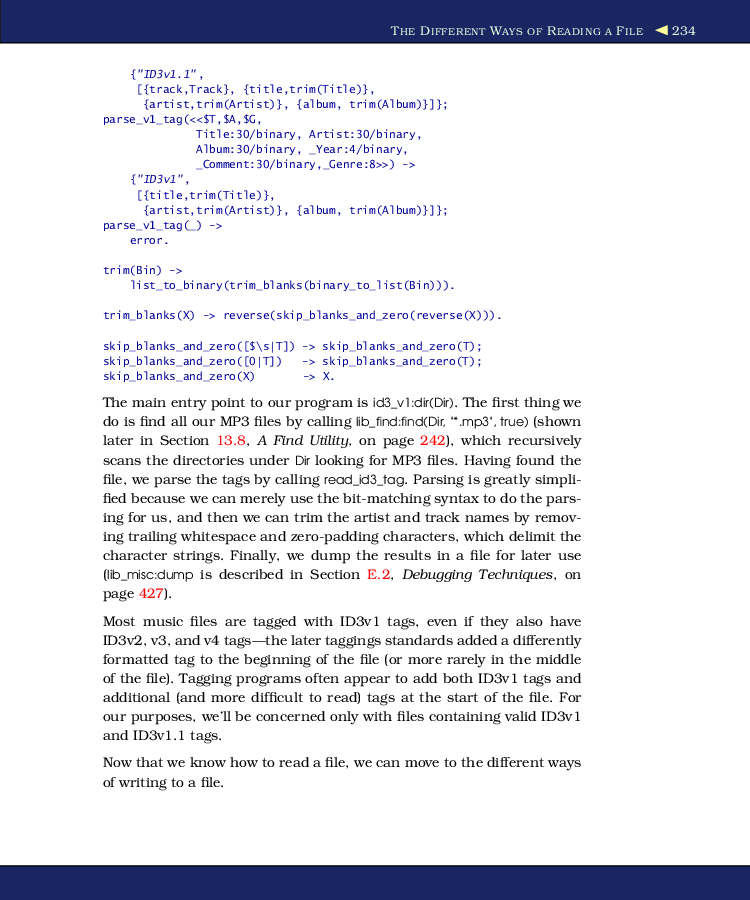 THE DIFFERENT WAYS OF READING A FILE ◀ 234
{"ID3v1.1",
[{track,Track}, {title,trim(Title)},
{artist,trim(Artist)}, {album, trim(Album)}]};
parse_v1_tag(<<$T,$A,$G,
Title:30/binary, Artist:30/binary,
Album:30/binary, _Year:4/binary,
_Comment:30/binary,_Genre:8>>) ->
{"ID3v1",
[{title,trim(Title)},
{artist,trim(Artist)}, {album, trim(Album)}]};
parse_v1_tag(_) ->
error.
trim(Bin) ->
list_to_binary(trim_blanks(binary_to_list(Bin))).
trim_blanks(X) -> reverse(skip_blanks_and_zero(reverse(X))).
skip_blanks_and_zero([$\s|T]) -> skip_blanks_and_zero(T);
skip_blanks_and_zero([0|T]) -> skip_blanks_and_zero(T);
skip_blanks_and_zero(X) -> X.
The main entry point to our program is id3_v1:dir(Dir). The first thing we
do is find all our MP3 files by calling lib_find:find(Dir, "*.mp3", true) (shown
later in Section 13.8, A Find Utility, on page 242), which recursively
scans the directories under Dir looking for MP3 files. Having found the
file, we parse the tags by calling read_id3_tag. Parsing is greatly simpli-
fied because we can merely use the bit-matching syntax to do the pars-
ing for us, and then we can trim the artist and track names by remov-
ing trailing whitespace and zero-padding characters, which delimit the
character strings. Finally, we dump the results in a file for later use
(lib_misc:dump is described in Section E.2, Debugging Techniques, on
page 427).
Most music files are tagged with ID3v1 tags, even if they also have
ID3v2, v3, and v4 tags—the later taggings standards added a differently
formatted tag to the beginning of the file (or more rarely in the middle
of the file). Tagging programs often appear to add both ID3v1 tags and
additional (and more difficult to read) tags at the start of the file. For
our purposes, we'll be concerned only with files containing valid ID3v1
and ID3v1.1 tags.
Now that we know how to read a file, we can move to the different ways
of writing to a file.